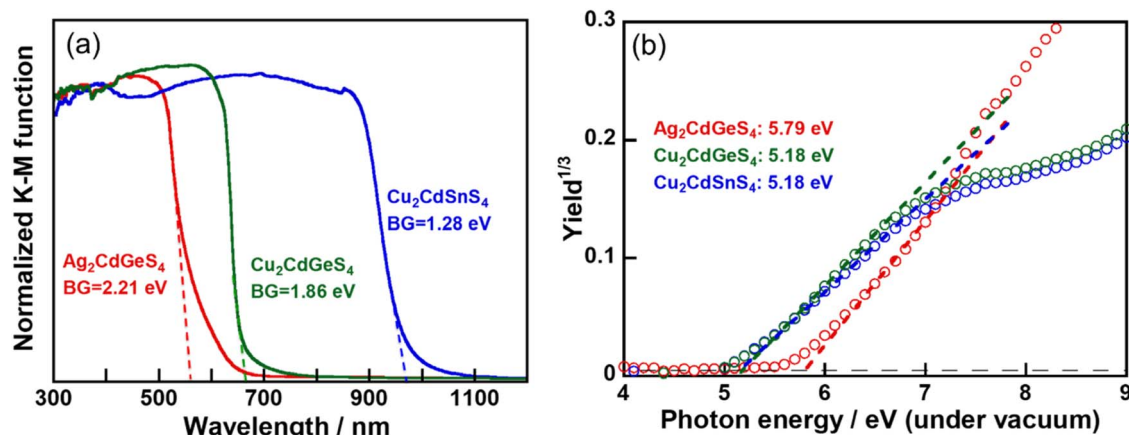 (a)
Normalized K-M function
Cu₂CdSnS₄
BG=1.28 eV
Ag₂CdGeS₄
BG=2.21 eV
Cu₂CdGeS₄
BG=1.86 eV
300 500 700 900 1100
Wavelength / nm
(b)
Yield¹/³
0.3
0.2
0.1
0
Ag₂CdGeS₄: 5.79 eV
Cu₂CdGeS₄: 5.18 eV
Cu₂CdSnS₄: 5.18 eV
4 5 6 7 8 9
Photon energy / eV (under vacuum)